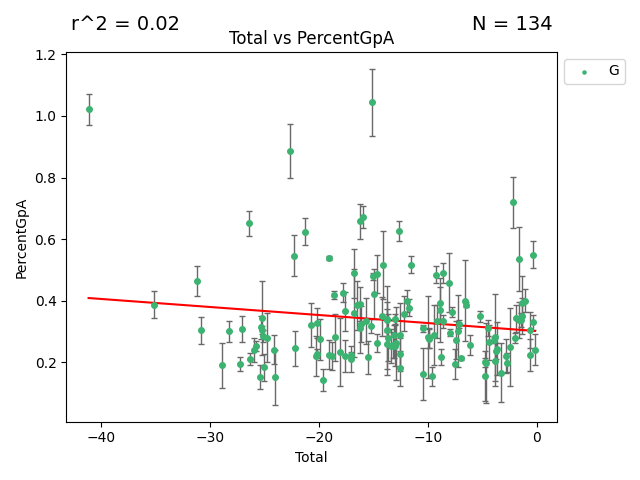 r^2 = 0.02
N = 134
Total vs PercentGpA
G
1.2
1.0
0.8
0.6
0.4
0.2
PercentGpA
−40
−30
−20
−10
0
Total